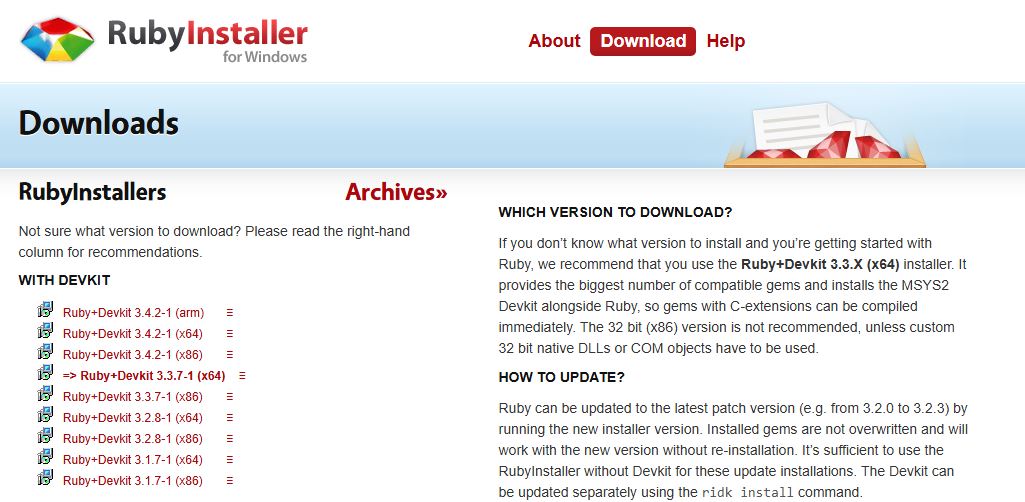 RubyInstaller
for Windows
About Download Help
Downloads
RubyInstallers Archives»
Not sure what version to download? Please read the right-hand
column for recommendations.
WITH DEVKIT
Ruby+Devkit 3.4.2-1 (arm) ≡
Ruby+Devkit 3.4.2-1 (x64) ≡
Ruby+Devkit 3.4.2-1 (x86) ≡
=> Ruby+Devkit 3.3.7-1 (x64) ≡
Ruby+Devkit 3.3.7-1 (x86) ≡
Ruby+Devkit 3.2.8-1 (x64) ≡
Ruby+Devkit 3.2.8-1 (x86) ≡
Ruby+Devkit 3.1.7-1 (x64) ≡
Ruby+Devkit 3.1.7-1 (x86) ≡
WHICH VERSION TO DOWNLOAD?
If you don’t know what version to install and you’re getting started with
Ruby, we recommend that you use the Ruby+Devkit 3.3.X (x64) installer. It
provides the biggest number of compatible gems and installs the MSYS2
Devkit alongside Ruby, so gems with C-extensions can be compiled
immediately. The 32 bit (x86) version is not recommended, unless custom
32 bit native DLLs or COM objects have to be used.
HOW TO UPDATE?
Ruby can be updated to the latest patch version (e.g. from 3.2.0 to 3.2.3) by
running the new installer version. Installed gems are not overwritten and will
work with the new version without re-installation. It’s sufficient to use the
RubyInstaller without Devkit for these update installations. The Devkit can
be updated separately using the ridk install command.